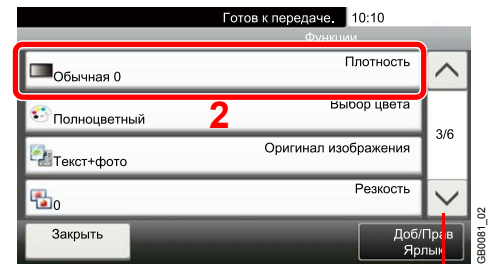 Готов к передаче. 10:10
Функции
Плотность
Обычная 0
2
Выбор цвета
Полноцветный
3/6
Оригинал изображения
Текст+фото
Резкость
0
Закрыть
Доб/Прав
Ярлык
GB0081_02